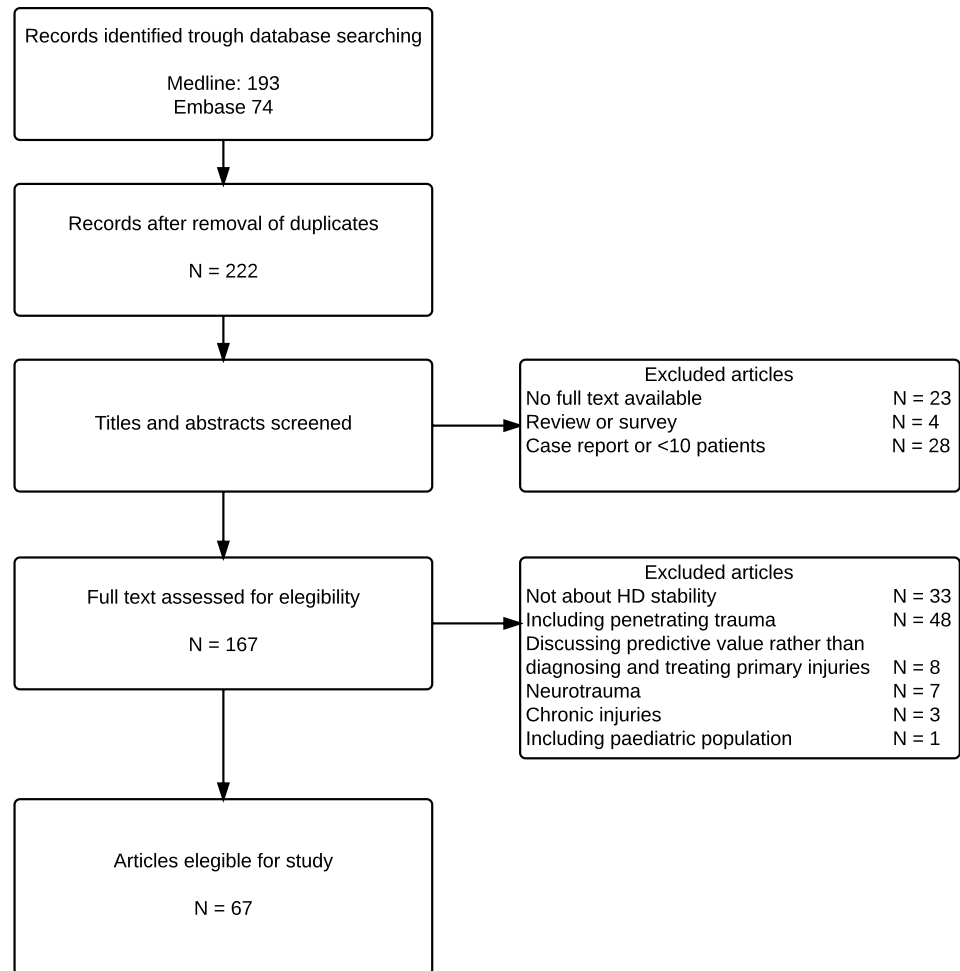 Records identified trough database searching
Medline: 193
Embase 74
Records after removal of duplicates
N = 222
Titles and abstracts screened
Excluded articles
No full text available N = 23
Review or survey N = 4
Case report or <10 patients N = 28
Full text assessed for elegibility
N = 167
Excluded articles
Not about HD stability N = 33
Including penetrating trauma N = 48
Discussing predictive value rather than
diagnosing and treating primary injuries N = 8
Neurotrauma N = 7
Chronic injuries N = 3
Including paediatric population N = 1
Articles elegible for study
N = 67